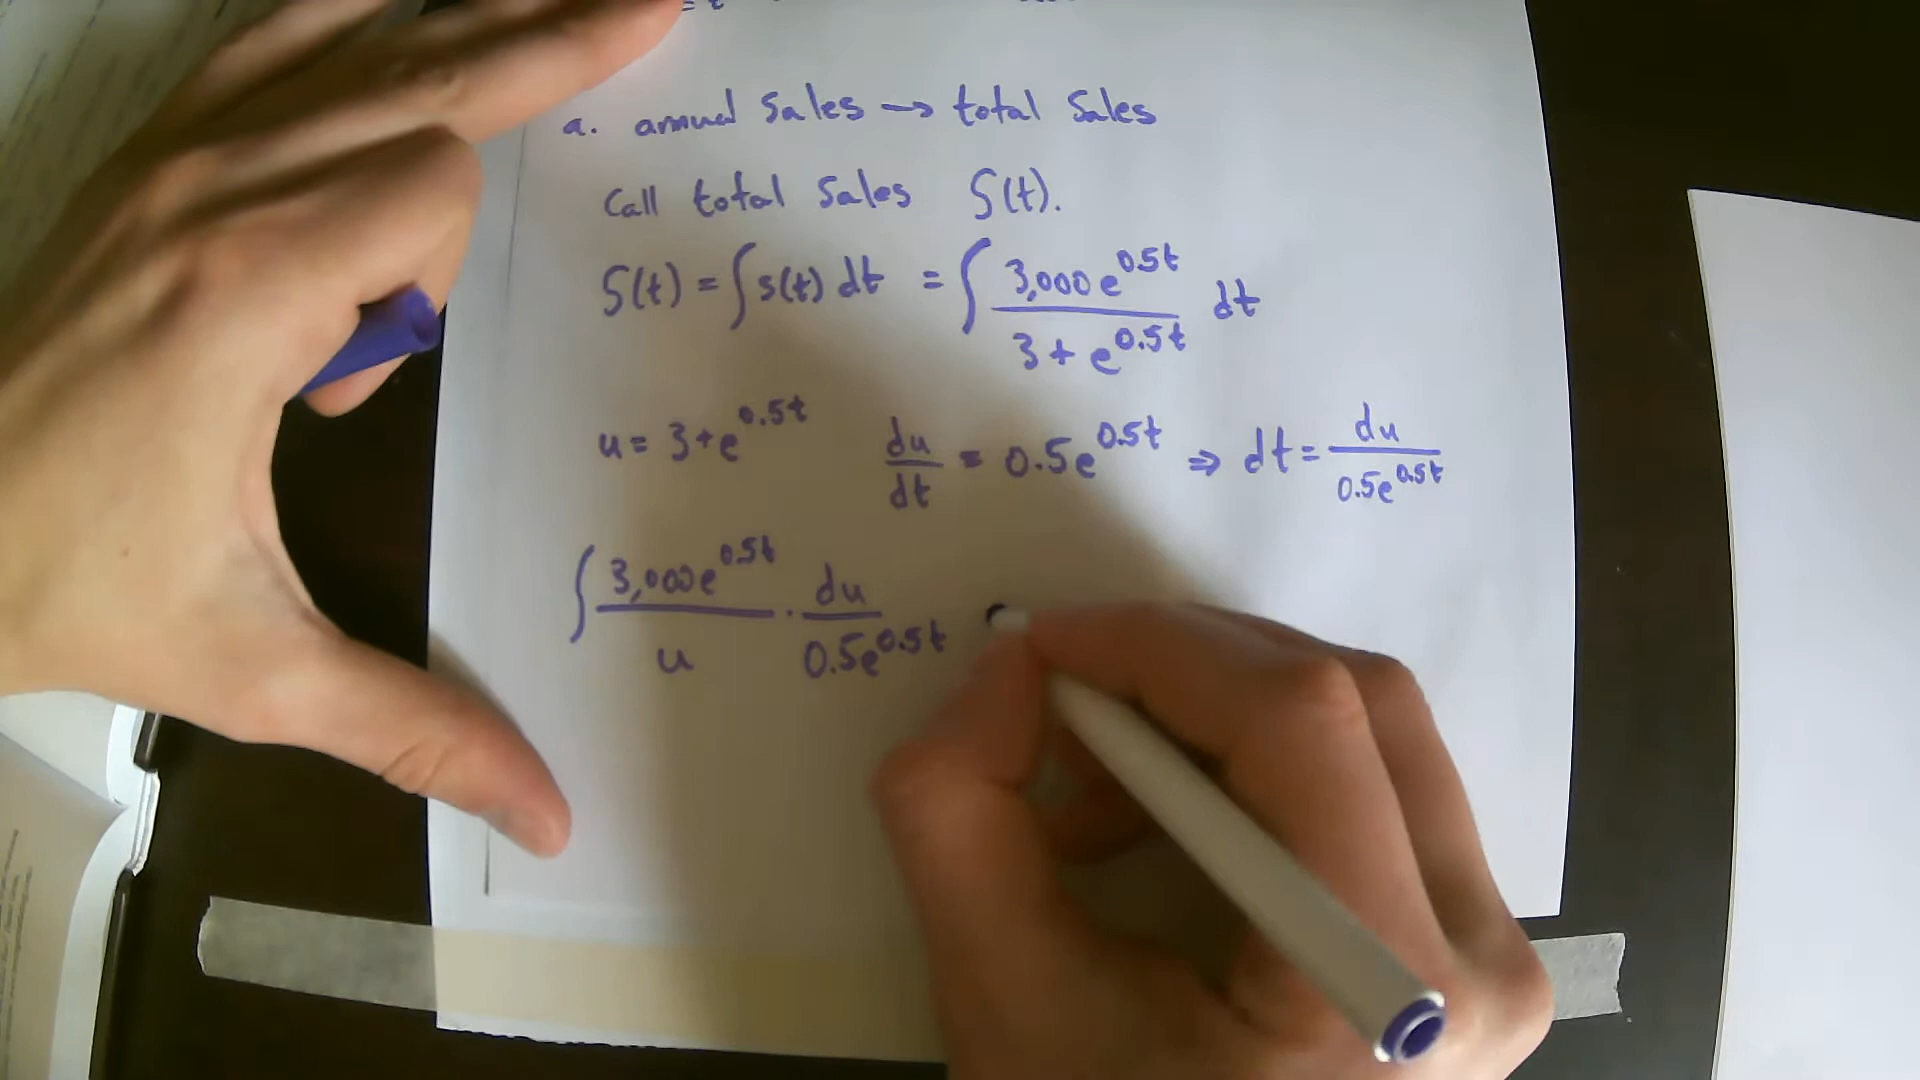 a. annual sales → total sales
Call total sales S(t).
S(t) = ∫ s(t) dt = ∫ 3,000e^0.5t / 3 + e^0.5t dt
u = 3 + e^0.5t du/dt = 0.5e^0.5t ⇒ dt = du / 0.5e^0.5t
∫ 3,000e^0.5t / u · du / 0.5e^0.5t